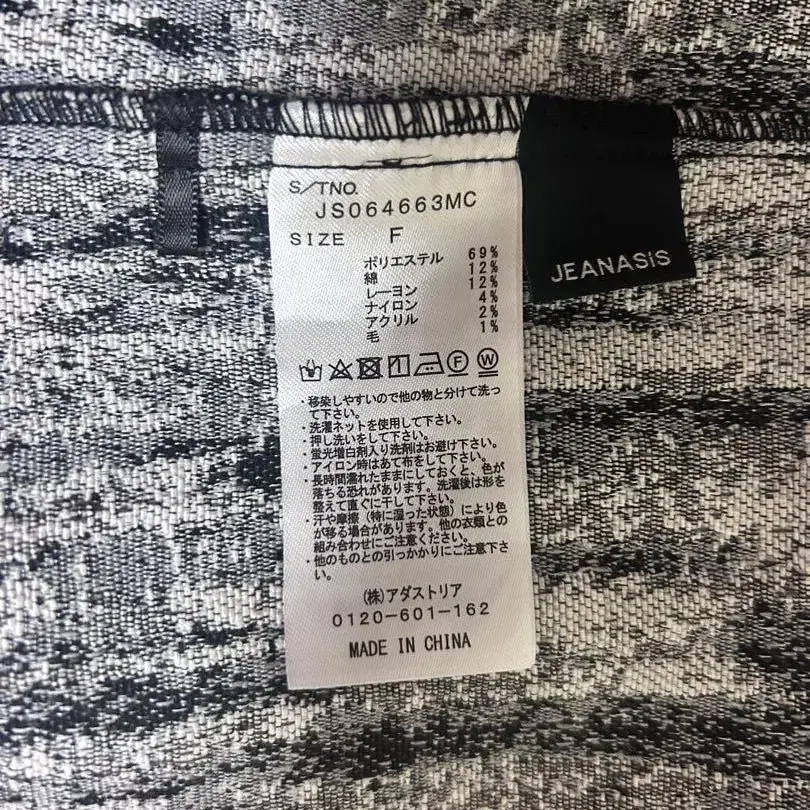 S/TNO.
JS064663MC
SIZE F
ポリエステル 69%
綿 12%
レーヨン 12%
ナイロン 4%
アクリル 2%
毛 1%
F W
・移染しやすいので他の物と分けて洗っ
て下さい。
・洗濯ネットを使用して下さい。
・押し洗いをして下さい。
・蛍光増白剤入り洗剤はお避け下さい。
・アイロン時はあて布をして下さい。
・長時間濡れたままにしておくと、色が
落ちる恐れがあります。洗濯後は形を
整えて直ぐに干して下さい。
・汗や摩擦（特に湿った状態）により色
が移る場合があります。他の衣類との
組み合わせにご注意ください。
・他のものとの引っかかりにご注意下さ
い。
(株)アダストリア
0120-601-162
MADE IN CHINA
JEANASIS